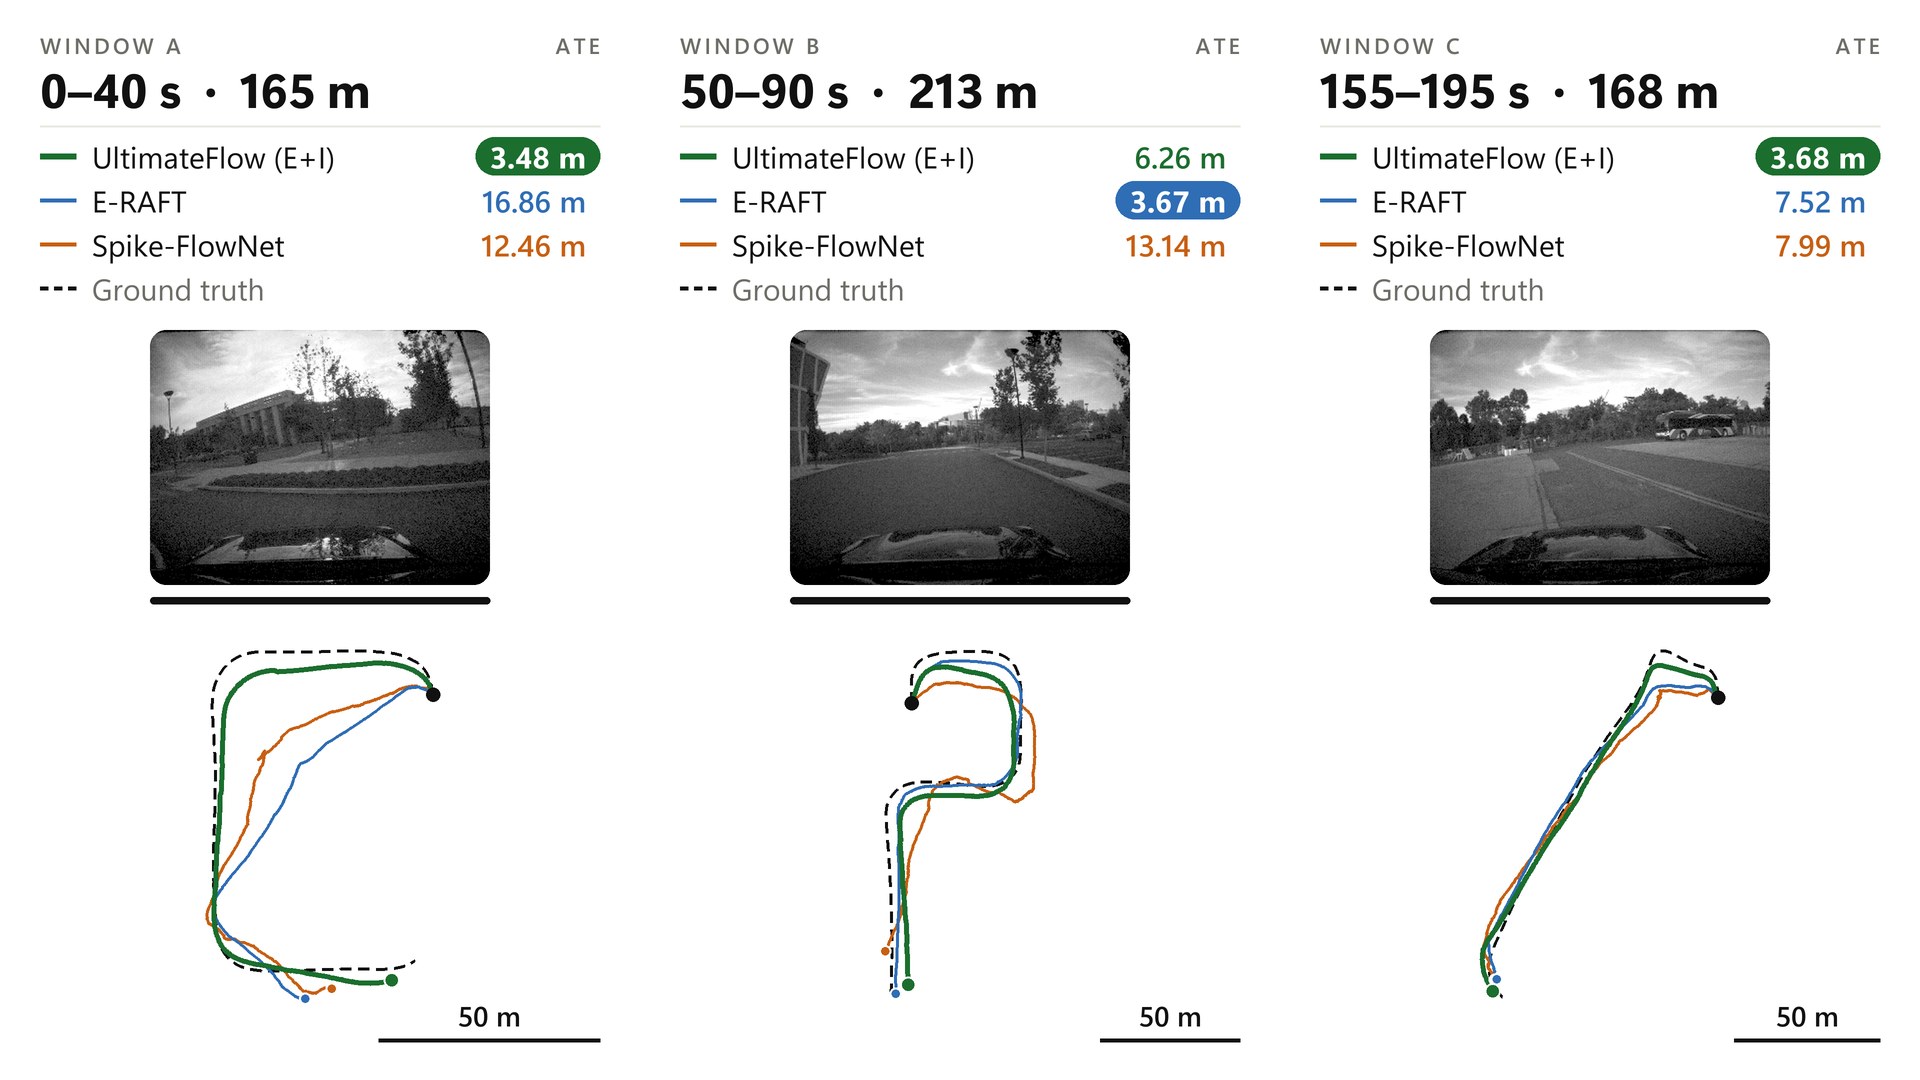 WINDOW A ATE
0–40 s · 165 m
UltimateFlow (E+I) 3.48 m
E-RAFT 16.86 m
Spike-FlowNet 12.46 m
Ground truth
50 m
WINDOW B ATE
50–90 s · 213 m
UltimateFlow (E+I) 6.26 m
E-RAFT 3.67 m
Spike-FlowNet 13.14 m
Ground truth
50 m
WINDOW C ATE
155–195 s · 168 m
UltimateFlow (E+I) 3.68 m
E-RAFT 7.52 m
Spike-FlowNet 7.99 m
Ground truth
50 m